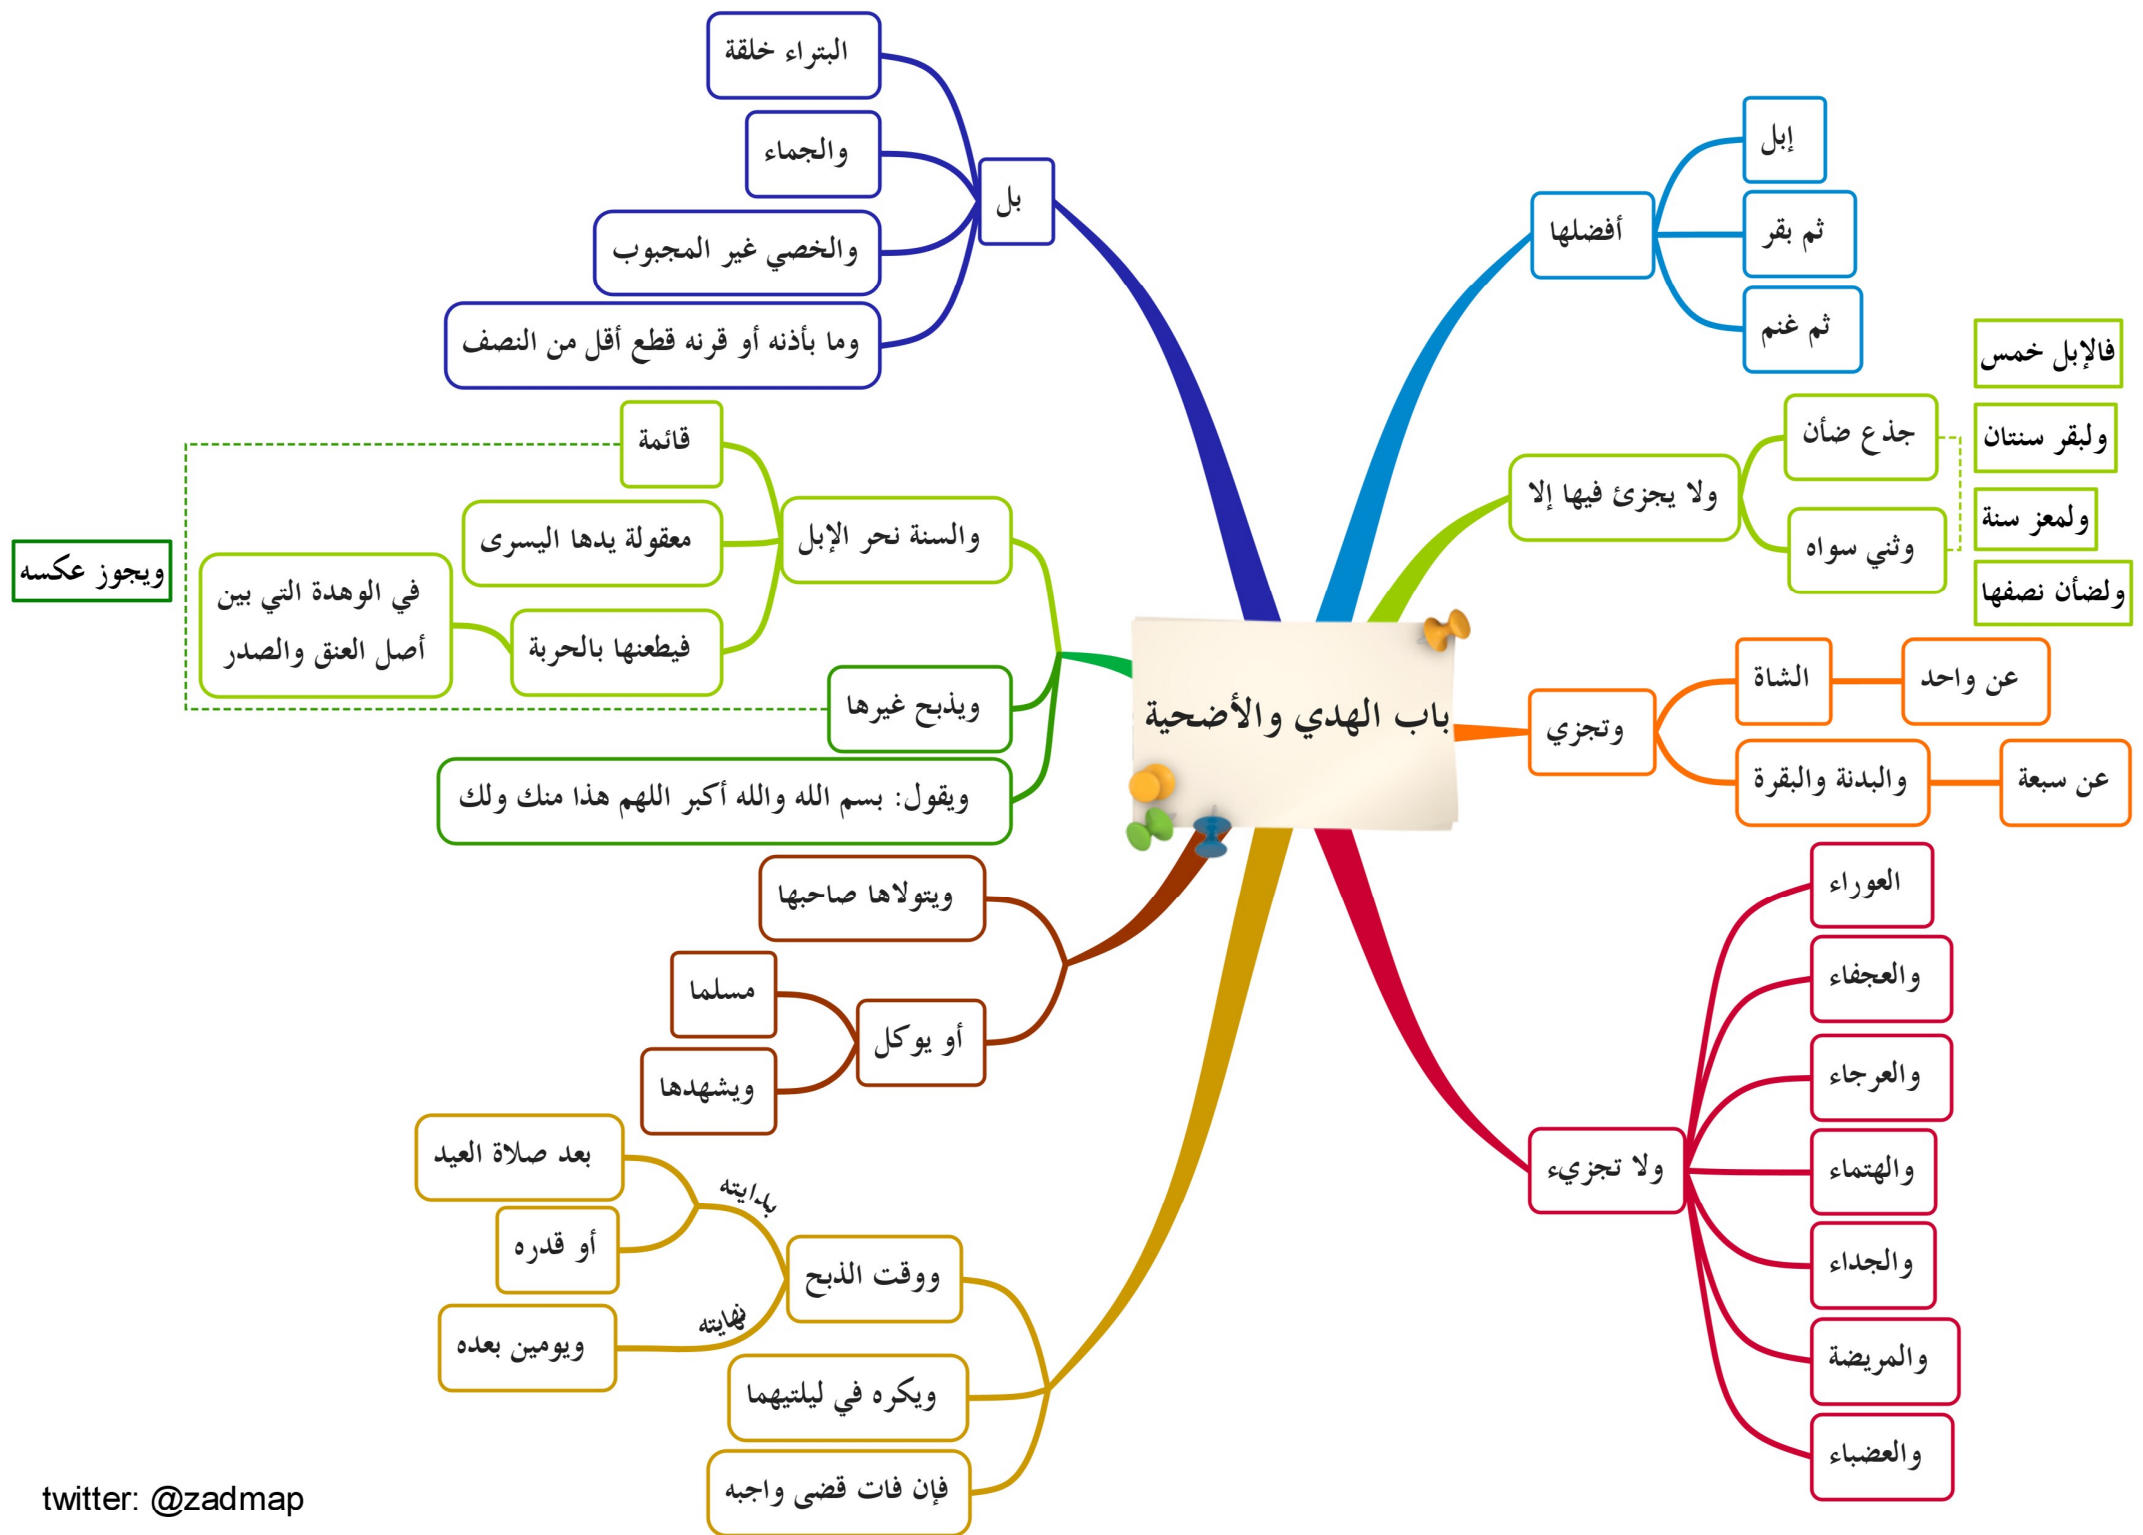 باب الهدي والأضحية
أفضلها
إبل
ثم بقر
ثم غنم
ولا يجزئ فيها إلا
جذع ضأن
وثني سواه
فالإبل خمس
ولبقر سنتان
ولمعز سنة
ولضأن نصفها
وتجزي
الشاة
عن واحد
والبدنة والبقرة
عن سبعة
ولا تجزيء
العوراء
والعجفاء
والعرجاء
والهتماء
والجداء
والمريضة
والعضباء
بل
البتراء خلقة
والجماء
والخصي غير المجبوب
وما بأذنه أو قرنه قطع أقل من النصف
والسنة نحر الإبل
قائمة
معقولة يدها اليسرى
فيطعنها بالحربة
في الوهدة التي بين
أصل العنق والصدر
ويذبح غيرها
ويجوز عكسه
ويقول: بسم الله والله أكبر اللهم هذا منك ولك
ويتولاها صاحبها
أو يوكل
مسلما
ويشهدها
ووقت الذبح
بدايته
بعد صلاة العيد
أو قدره
نهايته
ويومين بعده
ويكره في ليلتيهما
فإن فات قضى واجبه
twitter: @zadmap